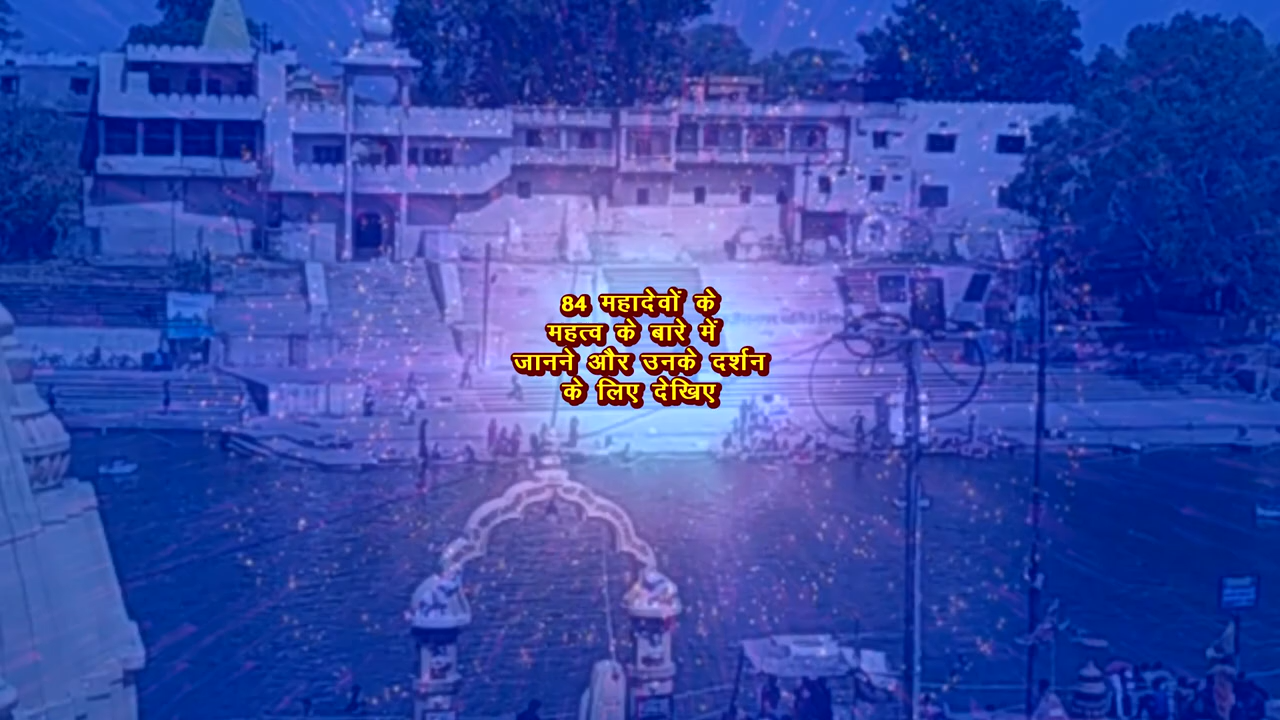 84 महादेवों के
महत्व के बारे में
जानने और उनके दर्शन
के लिए देखिए